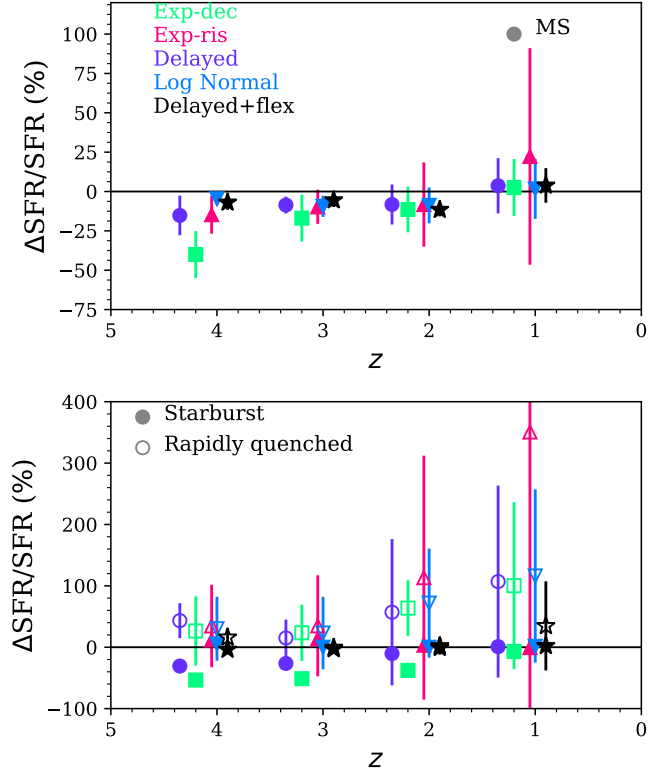 Exp-dec
Exp-ris
Delayed
Log Normal
Delayed+flex
MS
ΔSFR/SFR (%)
100
75
50
25
0
−25
−50
−75
5 4 3 2 1 0
z
Starburst
Rapidly quenched
ΔSFR/SFR (%)
400
300
200
100
0
−100
5 4 3 2 1 0
z